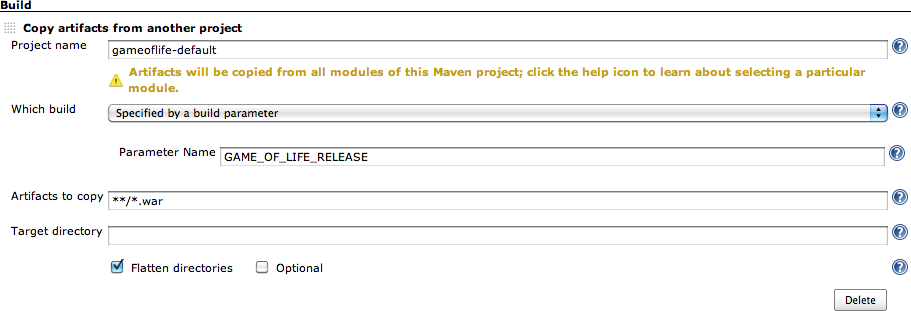 Build
Copy artifacts from another project
Project name
gameoflife-default
Artifacts will be copied from all modules of this Maven project; click the help icon to learn about selecting a particular
module.
Which build
Specified by a build parameter
Parameter Name
GAME_OF_LIFE_RELEASE
Artifacts to copy
**/*.war
Target directory
Flatten directories
Optional
Delete